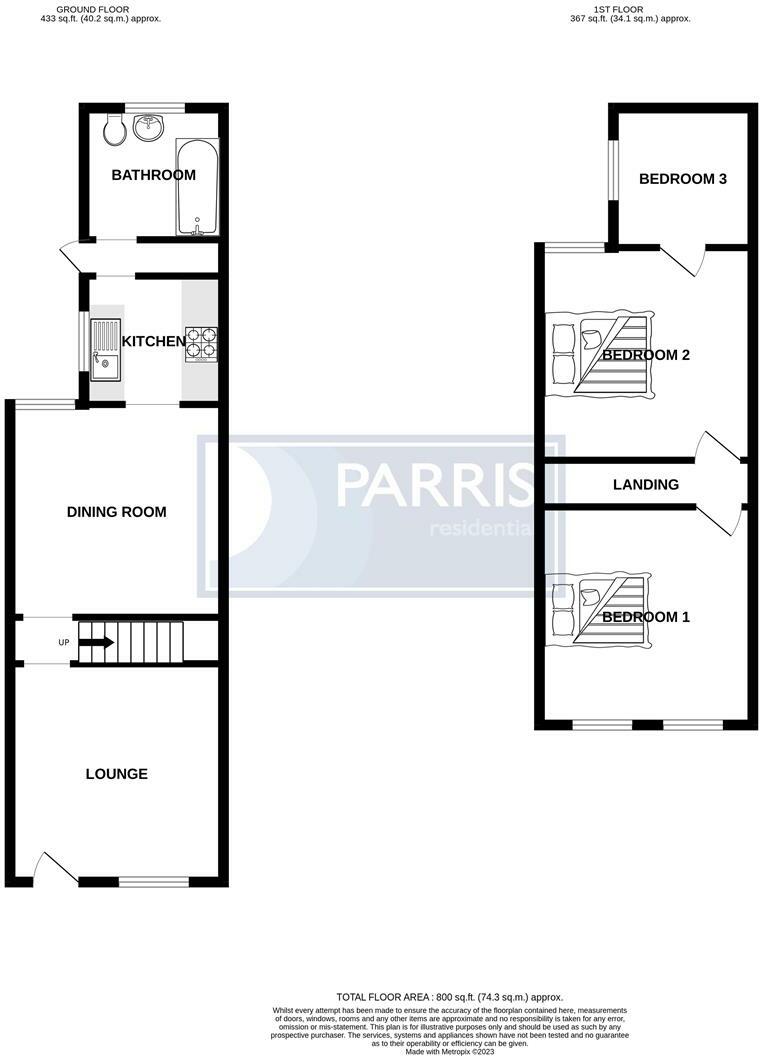 GROUND FLOOR
433 sq.ft. (40.2 sq.m.) approx.
1ST FLOOR
367 sq.ft. (34.1 sq.m.) approx.
BATHROOM
BEDROOM 3
KITCHEN
BEDROOM 2
PARRIS
residential
DINING ROOM
LANDING
UP
BEDROOM 1
LOUNGE
TOTAL FLOOR AREA : 800 sq.ft. (74.3 sq.m.) approx.
Whilst every attempt has been made to ensure the accuracy of the floorplan contained here, measurements
of doors, windows, rooms and any other items are approximate and no responsibility is taken for any error,
omission or mis-statement. This plan is for illustrative purposes only and should be used as such by any
prospective purchaser. The services, systems and appliances shown have not been tested and no guarantee
as to their operability or efficiency can be given.
Made with Metropix ©2023